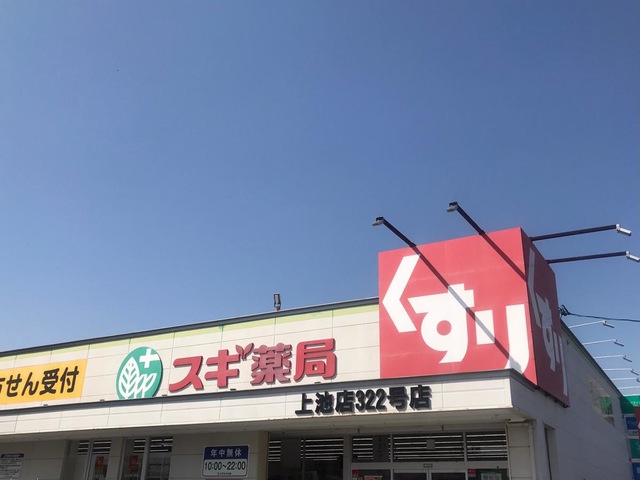 くすり
方せん受付
スギ薬局
上池店322号店
年中無休
10:00~22:00